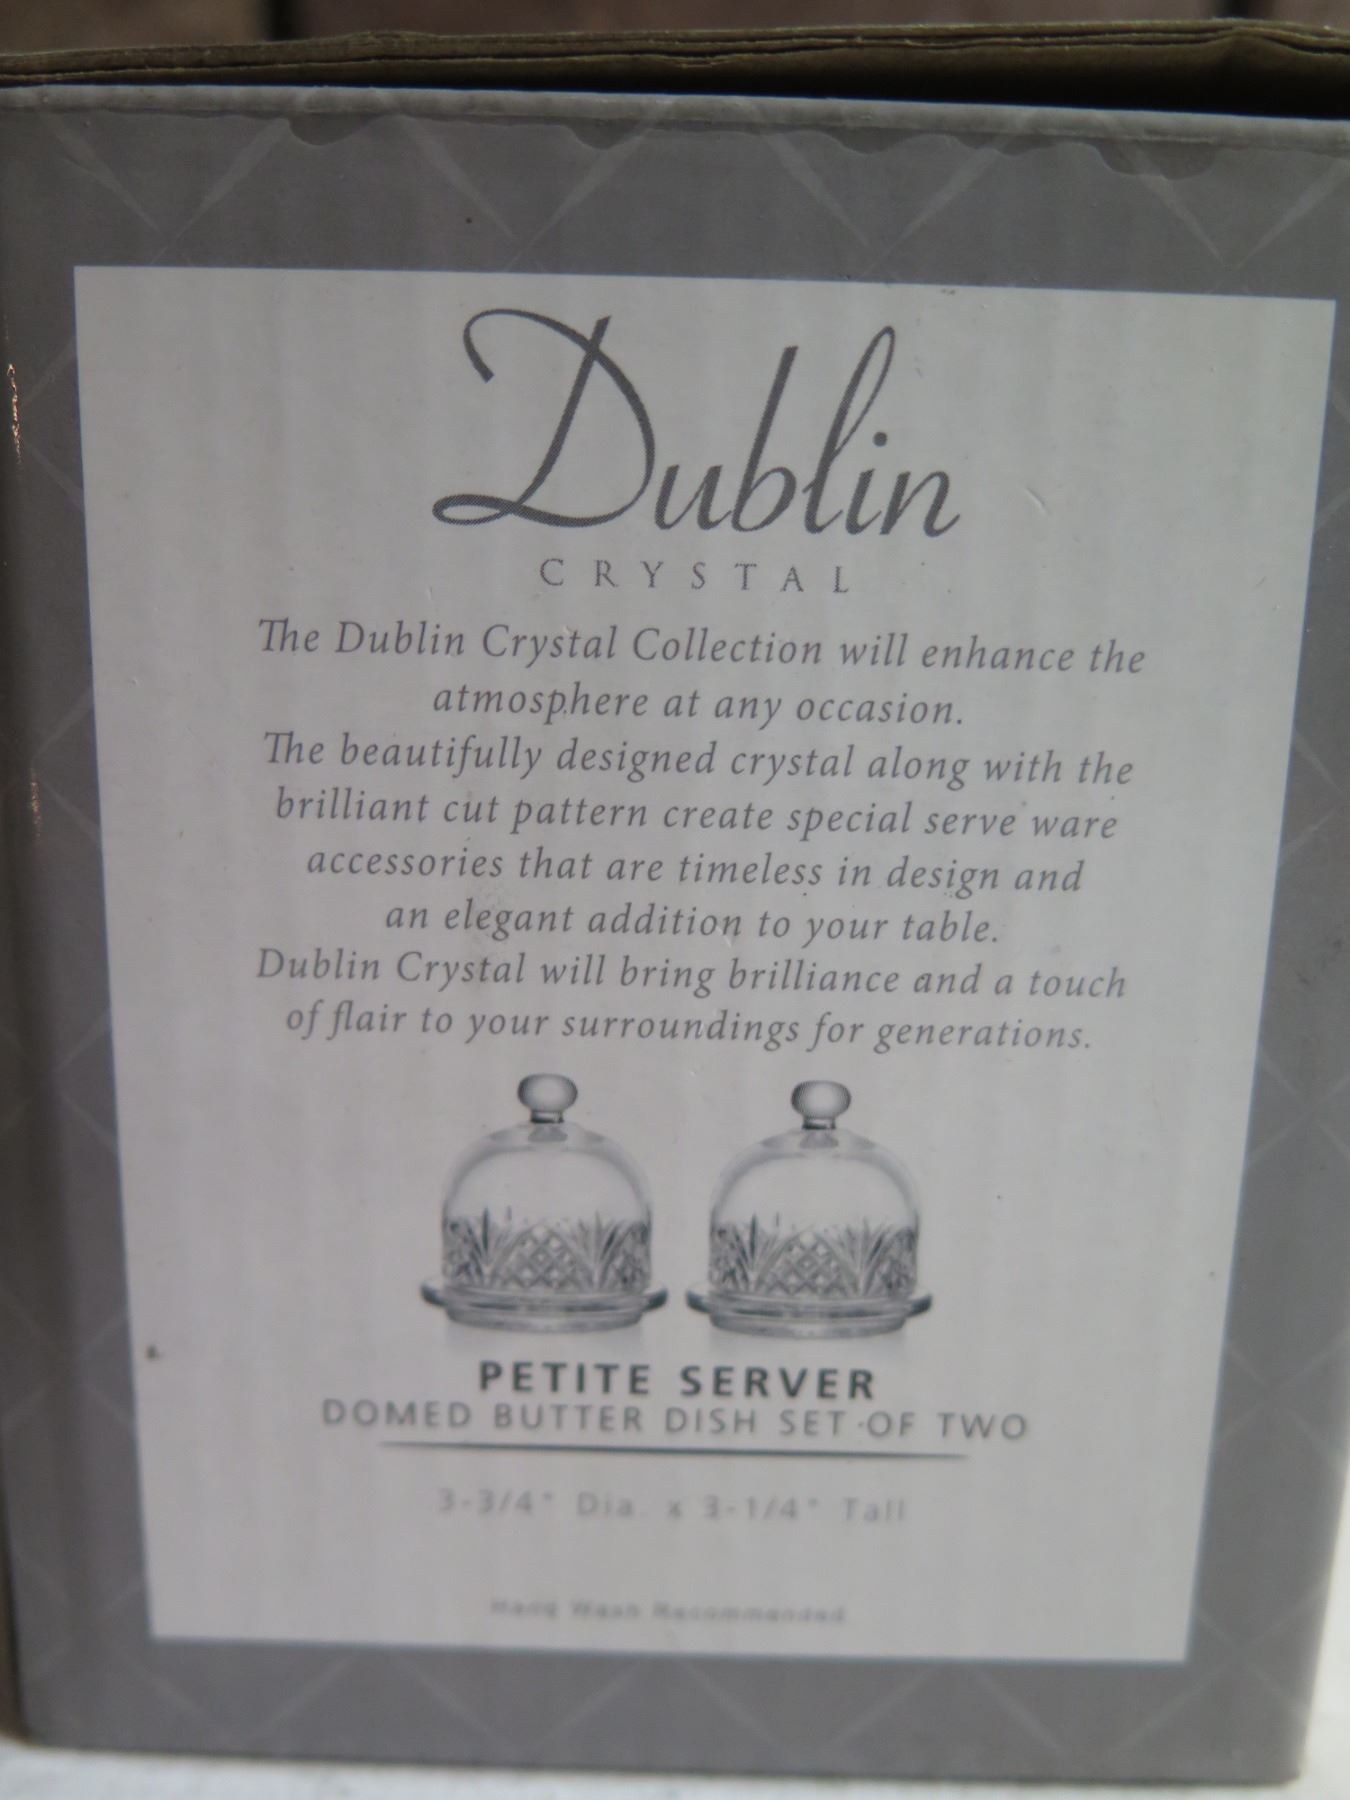 Dublin
CRYSTAL
The Dublin Crystal Collection will enhance the
atmosphere at any occasion.
The beautifully designed crystal along with the
brilliant cut pattern create special serve ware
accessories that are timeless in design and
an elegant addition to your table.
Dublin Crystal will bring brilliance and a touch
of flair to your surroundings for generations.
PETITE SERVER
DOMED BUTTER DISH SET OF TWO
3-3/4" Dia. x 3-1/4" Tall
Hand Wash Recommended